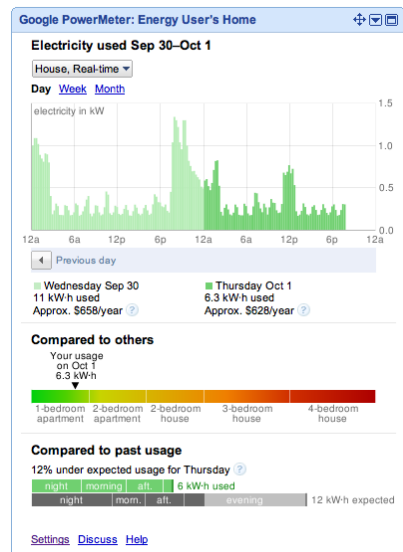 Google PowerMeter: Energy User's Home
Electricity used Sep 30–Oct 1
House, Real-time
Day Week Month
electricity in kW
1.5
1.0
0.5
0.0
12a 6a 12p 6p 12a 6a 12p 6p 12a
Previous day
Wednesday Sep 30
11 kW·h used
Approx. $658/year ?
Thursday Oct 1
6.3 kW·h used
Approx. $628/year ?
Compared to others
Your usage
on Oct 1
6.3 kW·h
1-bedroom apartment
2-bedroom apartment
2-bedroom house
3-bedroom house
4-bedroom house
Compared to past usage
12% under expected usage for Thursday ?
night morning aft. 6 kW·h used
night morn. aft. evening 12 kW·h expected
Settings Discuss Help